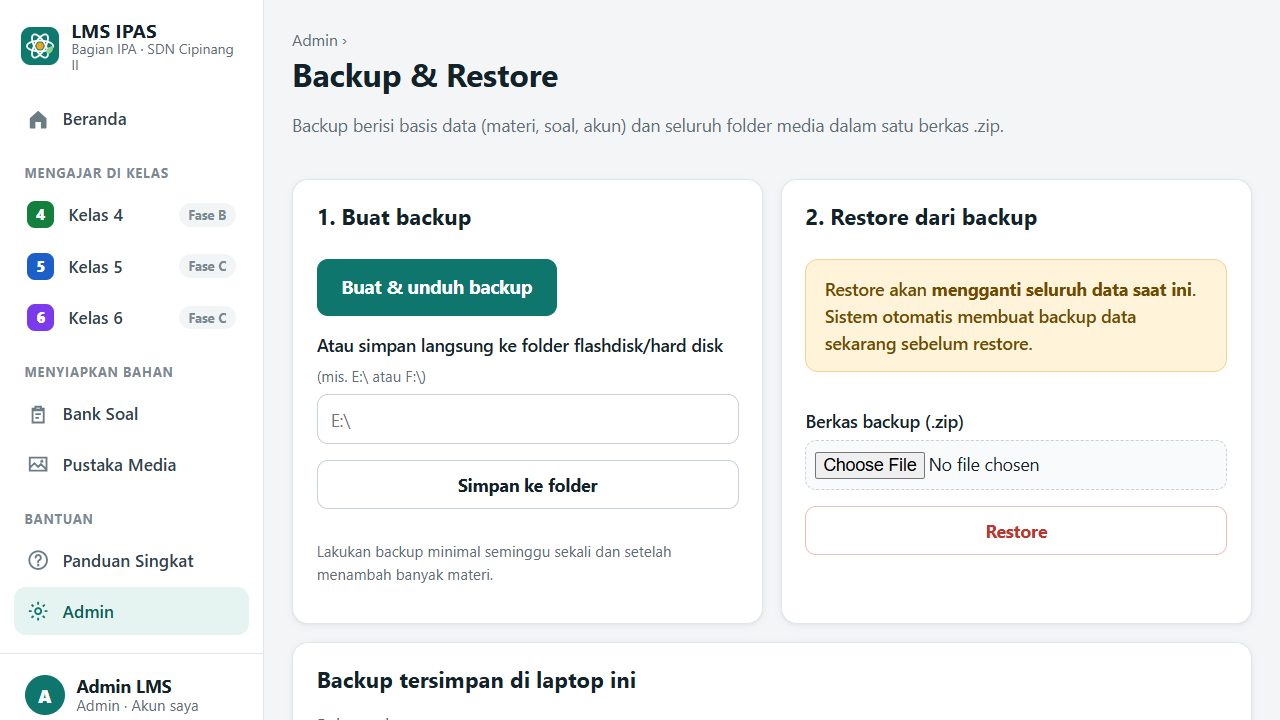 LMS IPAS
Bagian IPA · SDN Cipinang
II
Beranda
MENGAJAR DI KELAS
4 Kelas 4 Fase B
5 Kelas 5 Fase C
6 Kelas 6 Fase C
MENYIAPKAN BAHAN
Bank Soal
Pustaka Media
BANTUAN
Panduan Singkat
Admin
A Admin LMS
Admin · Akun saya
Admin ›
Backup & Restore
Backup berisi basis data (materi, soal, akun) dan seluruh folder media dalam satu berkas .zip.
1. Buat backup
Buat & unduh backup
Atau simpan langsung ke folder flashdisk/hard disk
(mis. E:\ atau F:\)
E:\
Simpan ke folder
Lakukan backup minimal seminggu sekali dan setelah
menambah banyak materi.
2. Restore dari backup
Restore akan mengganti seluruh data saat ini.
Sistem otomatis membuat backup data
sekarang sebelum restore.
Berkas backup (.zip)
Choose File No file chosen
Restore
Backup tersimpan di laptop ini